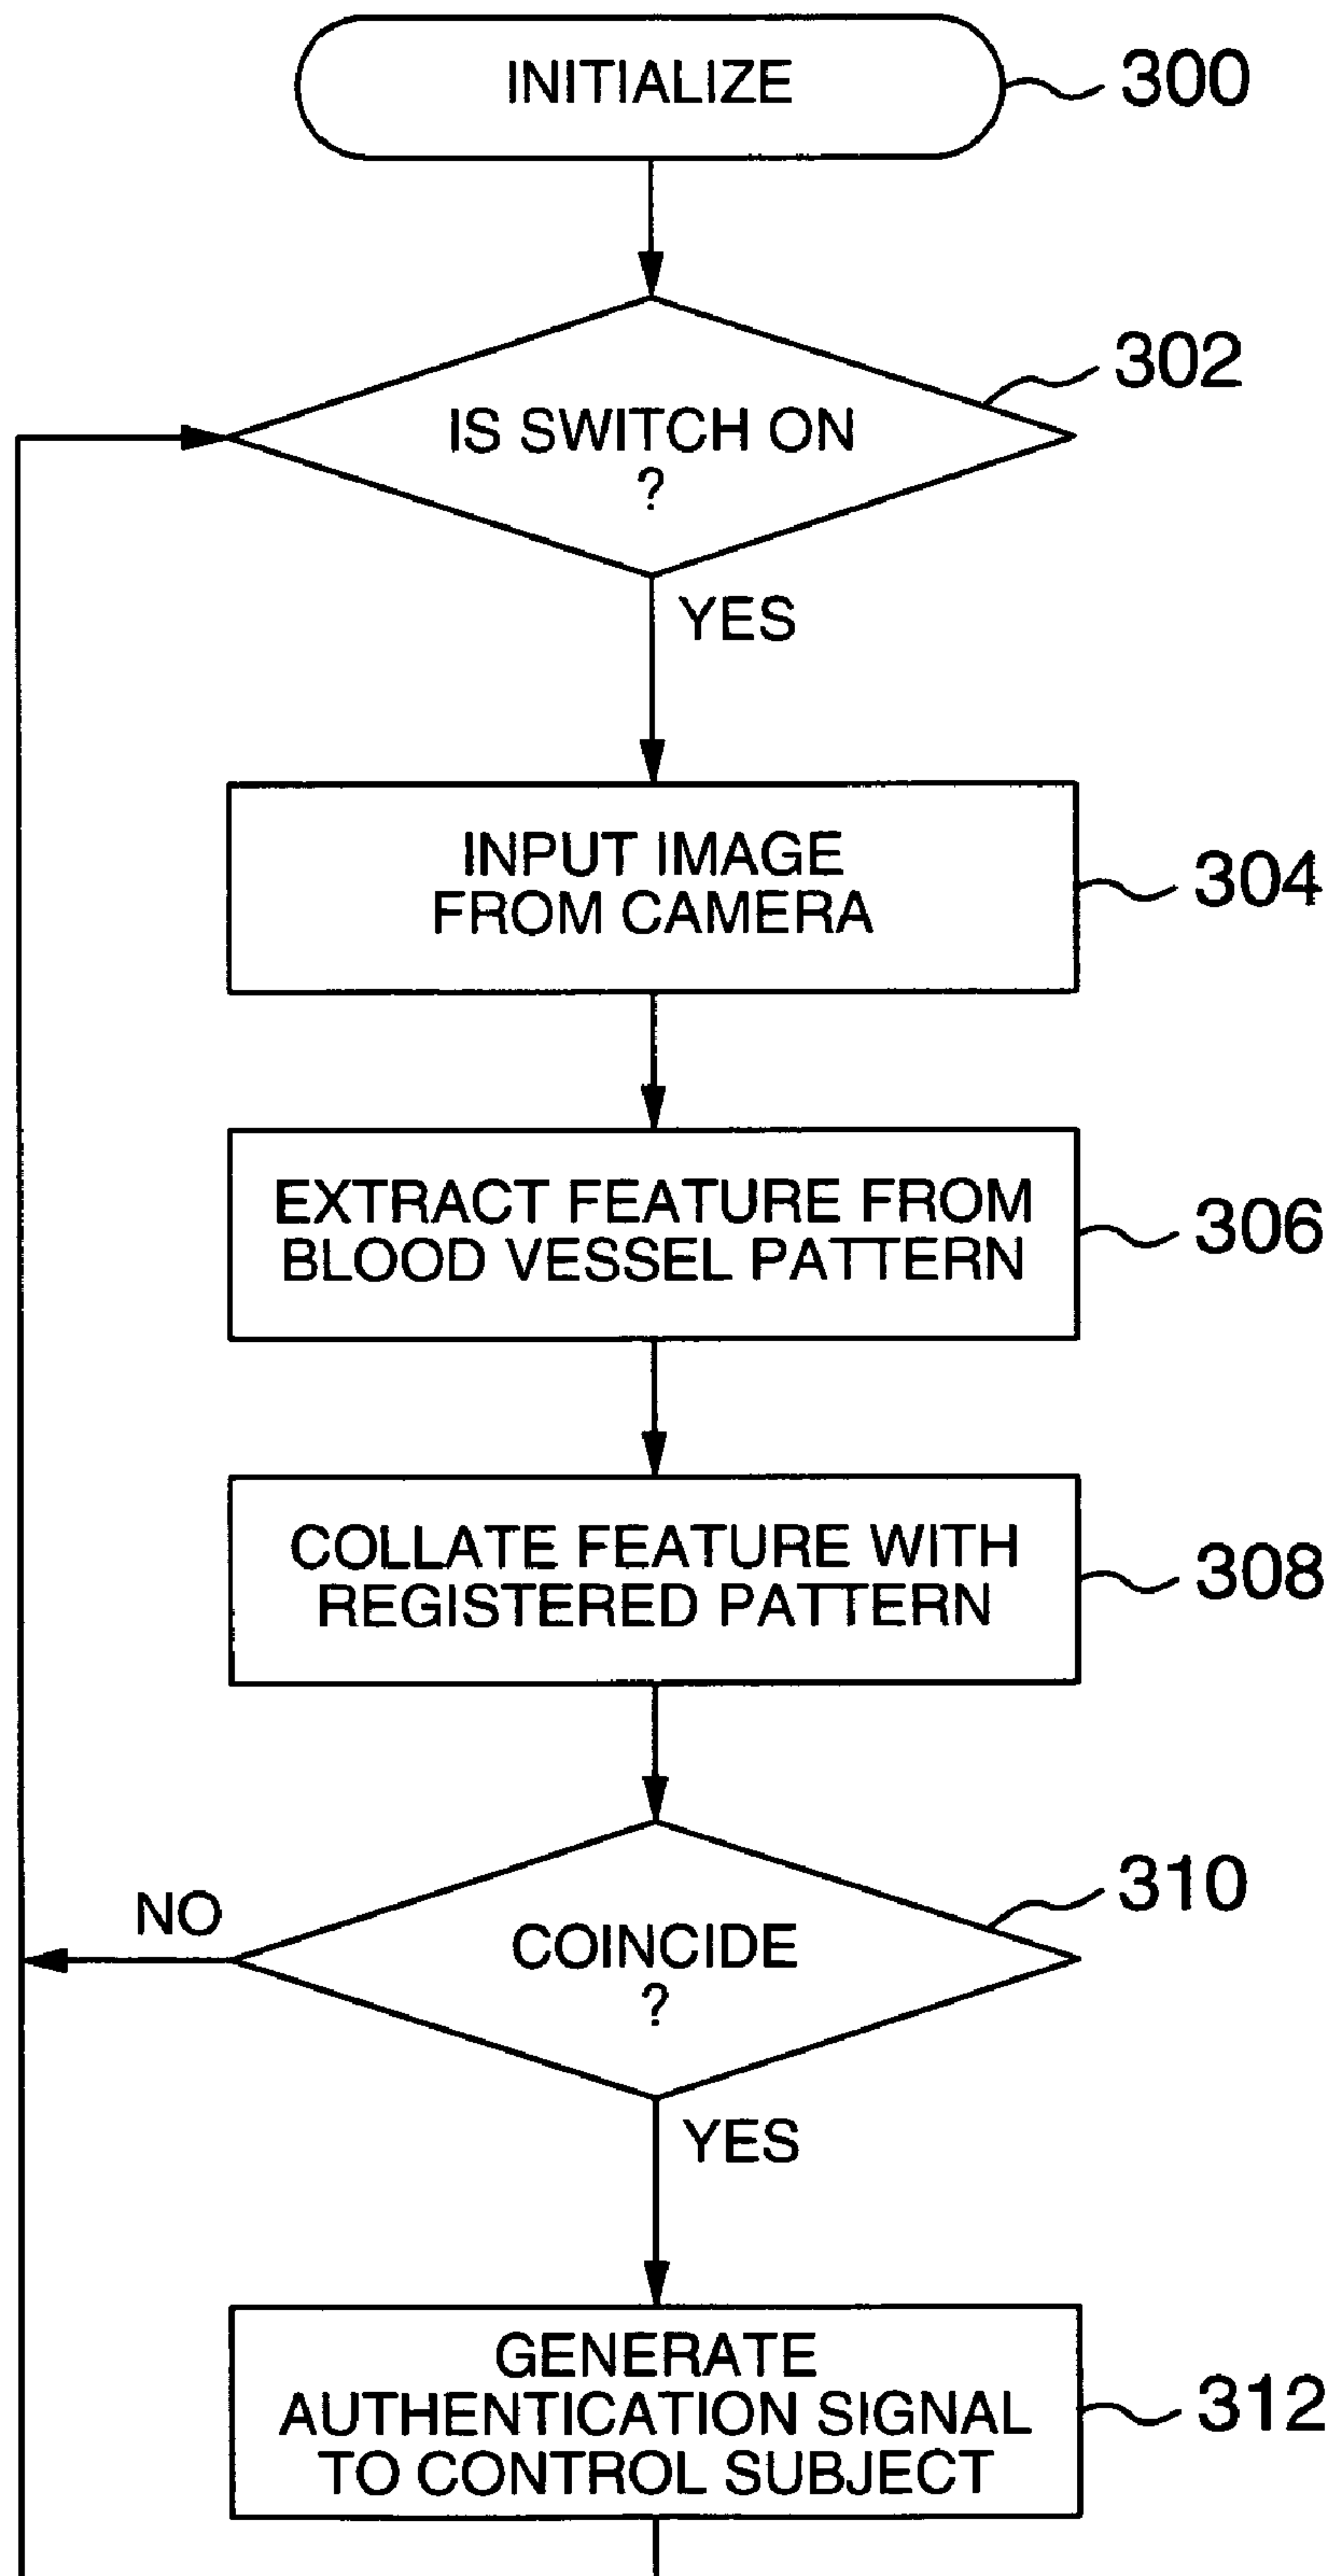 INITIALIZE
300
302
IS SWITCH ON
?
YES
INPUT IMAGE
FROM CAMERA
304
EXTRACT FEATURE FROM
BLOOD VESSEL PATTERN
306
COLLATE FEATURE WITH
REGISTERED PATTERN
308
310
NO
COINCIDE
?
YES
GENERATE
AUTHENTICATION SIGNAL
TO CONTROL SUBJECT
312